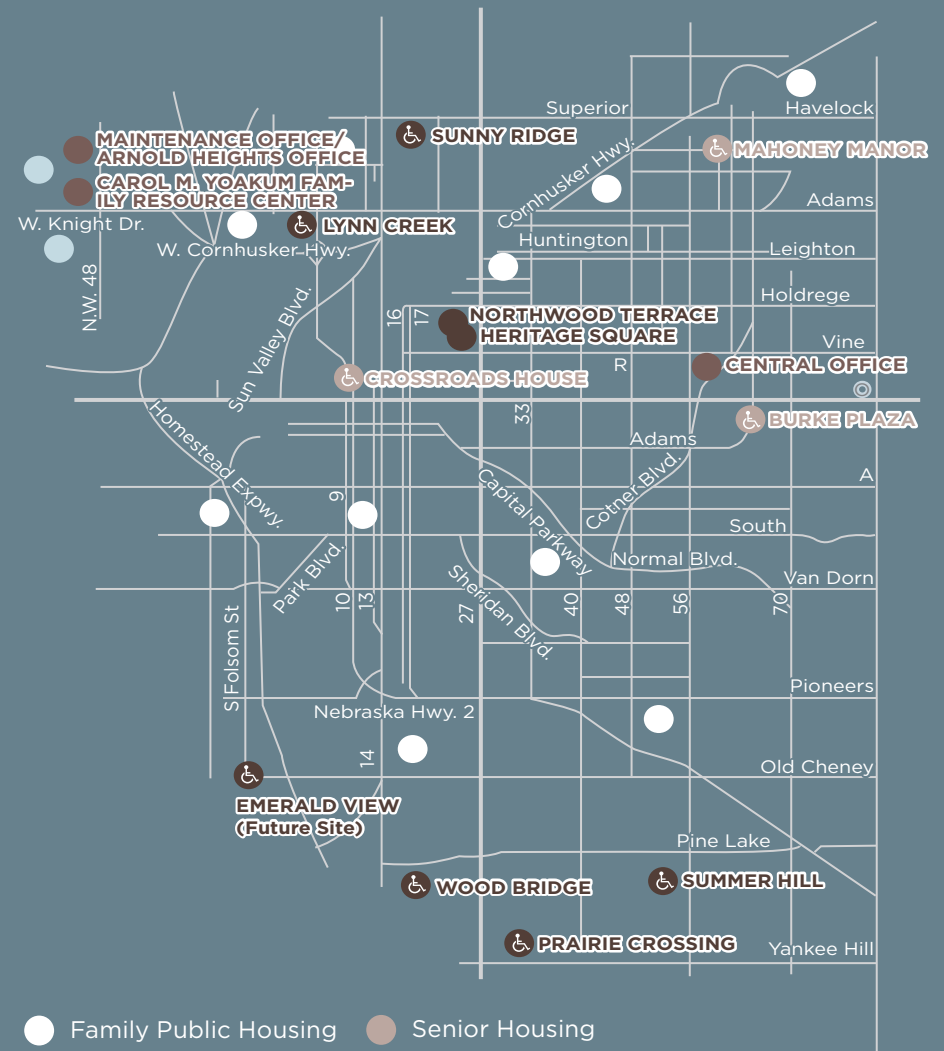 Superior
Havelock
SUNNY RIDGE
MAINTENANCE OFFICE/
ARNOLD HEIGHTS OFFICE
MAHONEY MANOR
Cornhusker Hwy.
CAROL M. YOAKUM FAM-
ILY RESOURCE CENTER
Adams
W. Knight Dr.
LYNN CREEK
W. Cornhusker Hwy.
Huntington
Leighton
N.W. 48
Sun Valley Blvd.
Holdrege
16
17
NORTHWOOD TERRACE
HERITAGE SQUARE
Vine
R
CENTRAL OFFICE
CROSSROADS HOUSE
33
BURKE PLAZA
Homestead Expwy.
Adams
A
Capital Parkway
Cotner Blvd.
9
South
Normal Blvd.
Park Blvd.
Van Dorn
Sheridan Blvd.
10
13
27
40
48
56
70
S Folsom St
Pioneers
Nebraska Hwy. 2
14
Old Cheney
EMERALD VIEW
(Future Site)
Pine Lake
WOOD BRIDGE
SUMMER HILL
PRAIRIE CROSSING
Yankee Hill
Family Public Housing
Senior Housing